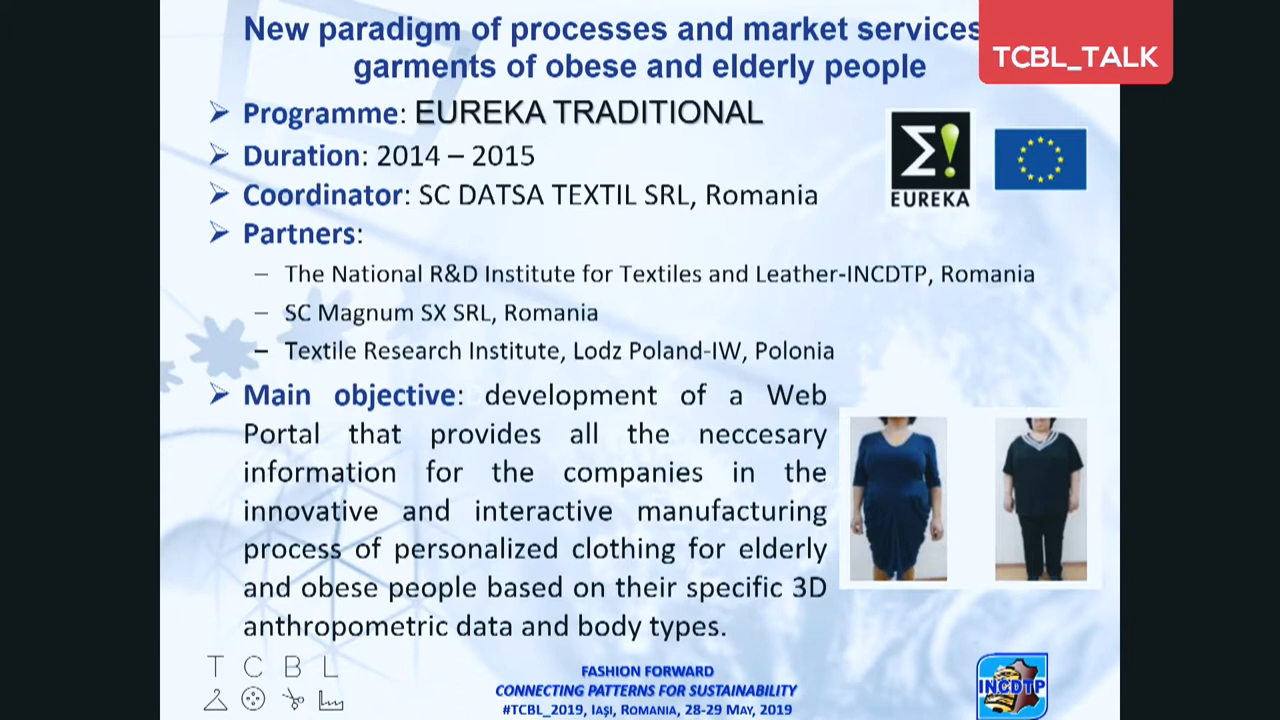 New paradigm of processes and market services
garments of obese and elderly people
TCBL_TALK
Programme: EUREKA TRADITIONAL
Duration: 2014 – 2015
Coordinator: SC DATSA TEXTIL SRL, Romania
Partners:
– The National R&D Institute for Textiles and Leather-INCDTP, Romania
– SC Magnum SX SRL, Romania
– Textile Research Institute, Lodz Poland-IW, Polonia
Main objective: development of a Web
Portal that provides all the neccesary
information for the companies in the
innovative and interactive manufacturing
process of personalized clothing for elderly
and obese people based on their specific 3D
anthropometric data and body types.
Σ!
EUREKA
T C B L
FASHION FORWARD
CONNECTING PATTERNS FOR SUSTAINABILITY
#TCBL_2019, IAȘI, ROMANIA, 28-29 MAY, 2019
INCDTP